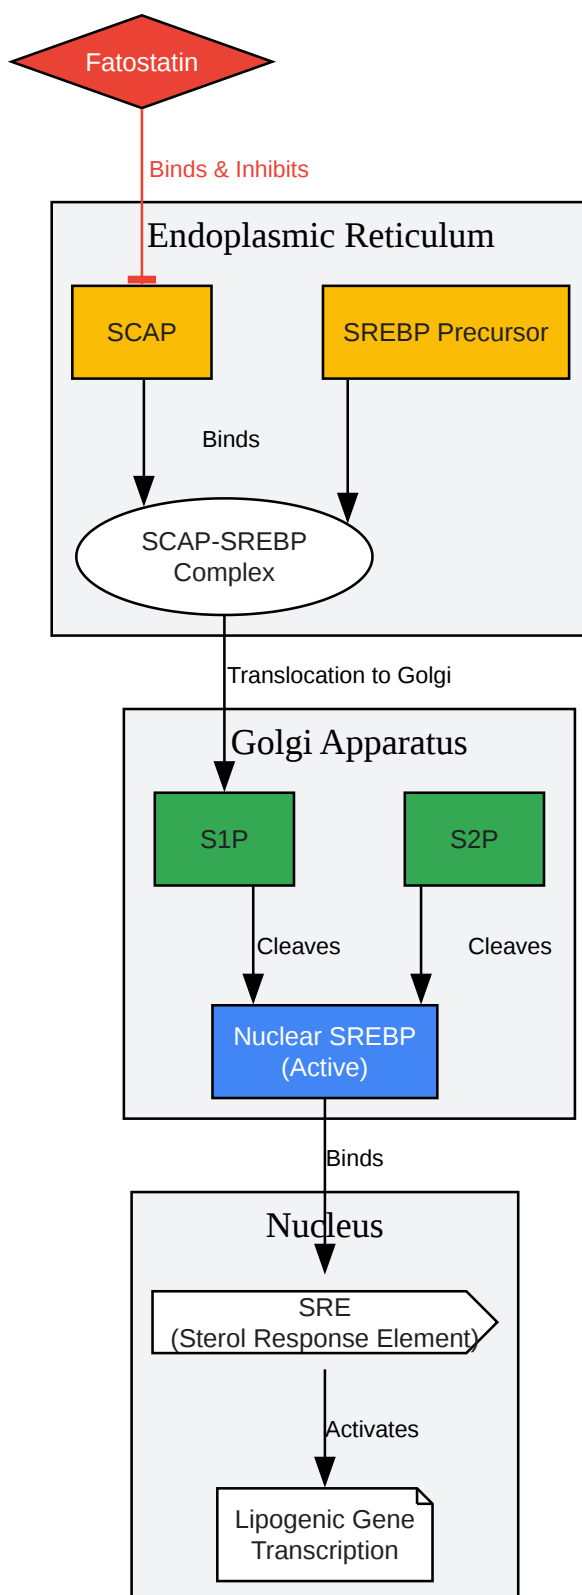 Fatostatin
Binds & Inhibits
Endoplasmic Reticulum
SCAP
SREBP Precursor
Binds
SCAP-SREBP
Complex
Translocation to Golgi
Golgi Apparatus
S1P
S2P
Cleaves
Cleaves
Nuclear SREBP
(Active)
Binds
Nucleus
SRE
(Sterol Response Element)
Activates
Lipogenic Gene
Transcription